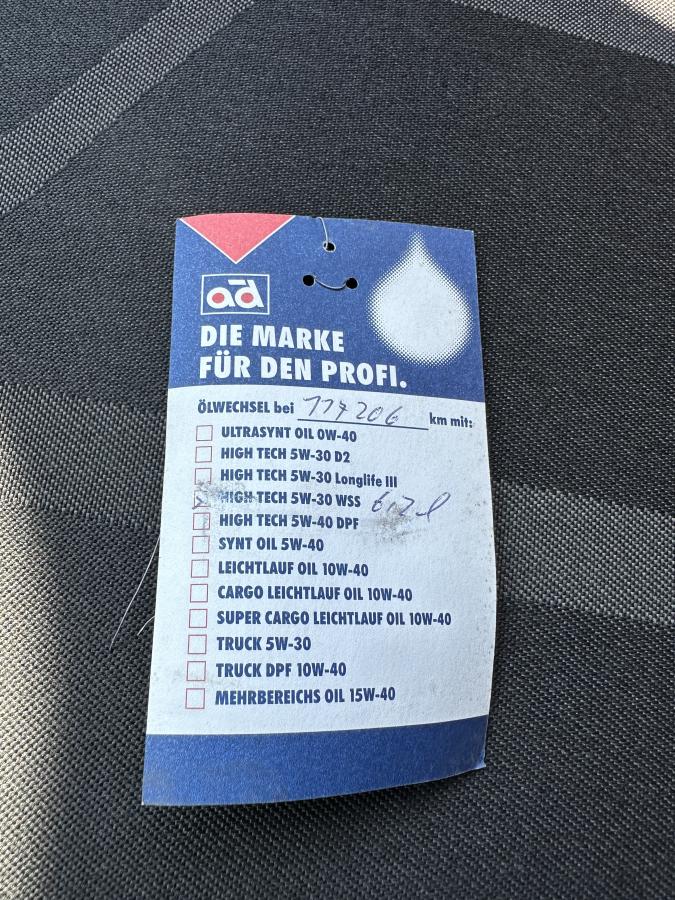 ad
DIE MARKE
FÜR DEN PROFI.
ÖLWECHSEL bei 117206 km mit:
ULTRASYNT OIL 0W-40
HIGH TECH 5W-30 D2
HIGH TECH 5W-30 Longlife III
HIGH TECH 5W-30 WSS 6,2 l
HIGH TECH 5W-40 DPF
SYNT OIL 5W-40
LEICHTLAUF OIL 10W-40
CARGO LEICHTLAUF OIL 10W-40
SUPER CARGO LEICHTLAUF OIL 10W-40
TRUCK 5W-30
TRUCK DPF 10W-40
MEHRBEREICHS OIL 15W-40